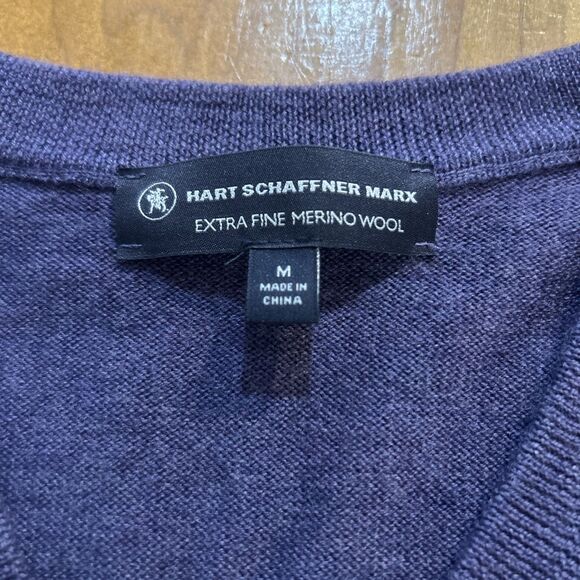 HART SCHAFFNER MARX
EXTRA FINE MERINO WOOL
M
MADE IN
CHINA